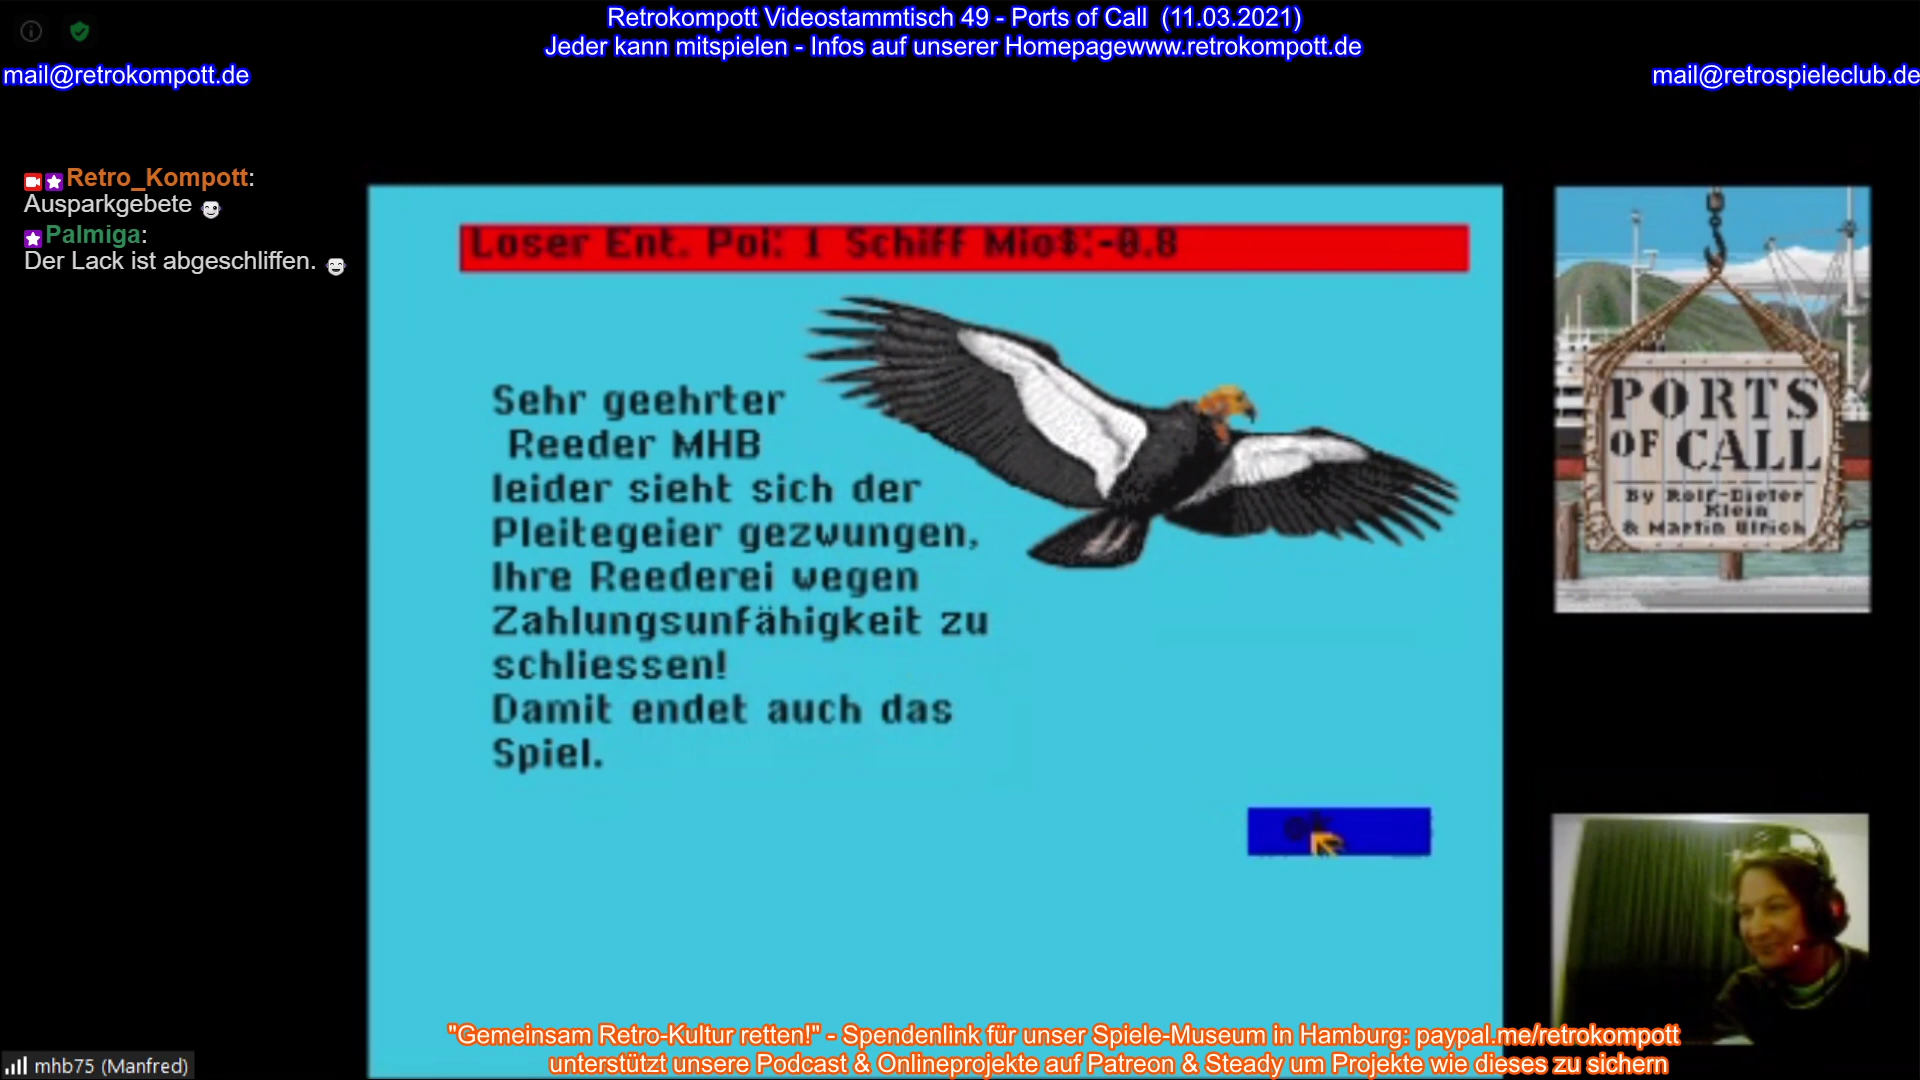 Retrokompott Videostammtisch 49 - Ports of Call (11.03.2021)
Jeder kann mitspielen - Infos auf unserer Homepagewww.retrokompott.de
mail@retrokompott.de
mail@retrospieleclub.de
Retro_Kompott:
Ausparkgebete
Palmiga:
Der Lack ist abgeschliffen.
Loser Ent. Poi: 1 Schiff Mio$:-0.8
Sehr geehrter
Reeder MHB
leider sieht sich der
Pleitegeier gezwungen,
Ihre Reederei wegen
Zahlungsunfähigkeit zu
schliessen!
Damit endet auch das
Spiel.
PORTS
OF CALL
By Rolf-Dieter
Klein
& Martin Ulrich
"Gemeinsam Retro-Kultur retten!" - Spendenlink für unser Spiele-Museum in Hamburg: paypal.me/retrokompott
unterstützt unsere Podcast & Onlineprojekte auf Patreon & Steady um Projekte wie dieses zu sichern
mhb75 (Manfred)